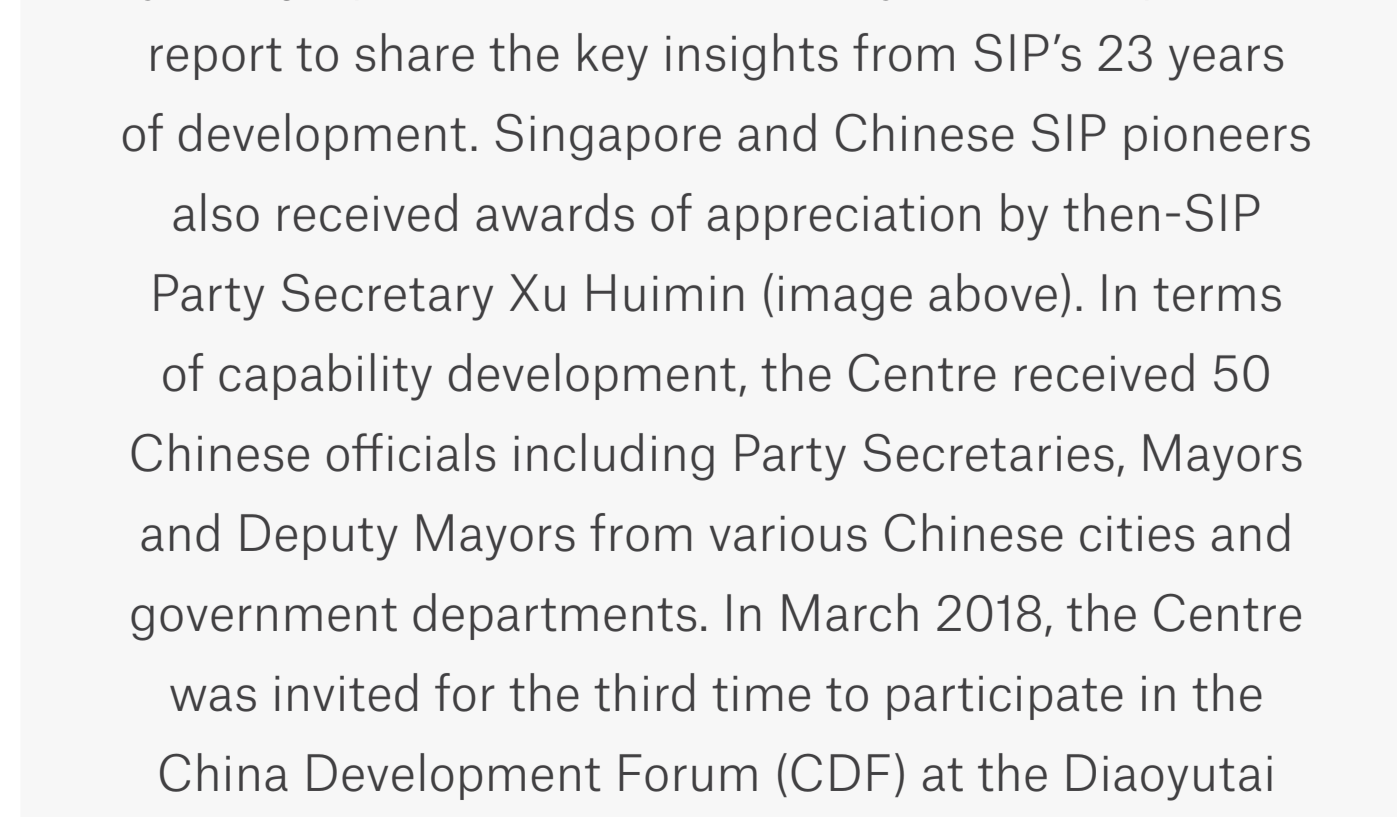 report to share the key insights from SIP’s 23 years
of development. Singapore and Chinese SIP pioneers
also received awards of appreciation by then-SIP
Party Secretary Xu Huimin (image above). In terms
of capability development, the Centre received 50
Chinese officials including Party Secretaries, Mayors
and Deputy Mayors from various Chinese cities and
government departments. In March 2018, the Centre
was invited for the third time to participate in the
China Development Forum (CDF) at the Diaoyutai